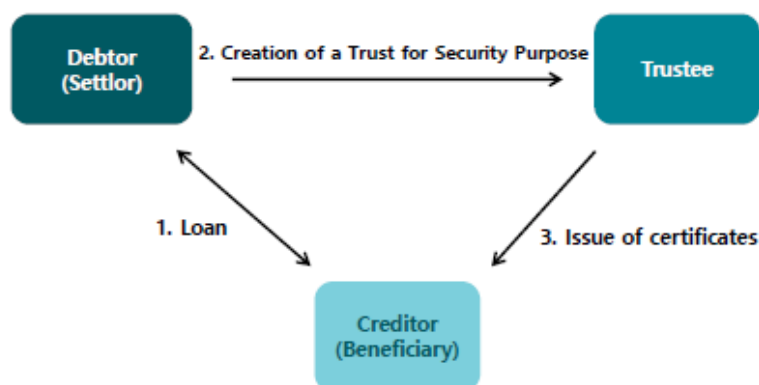 2. Creation of a Trust for Security Purpose
Debtor
(Settlor)
Trustee
1. Loan
3. Issue of certificates
Creditor
(Beneficiary)